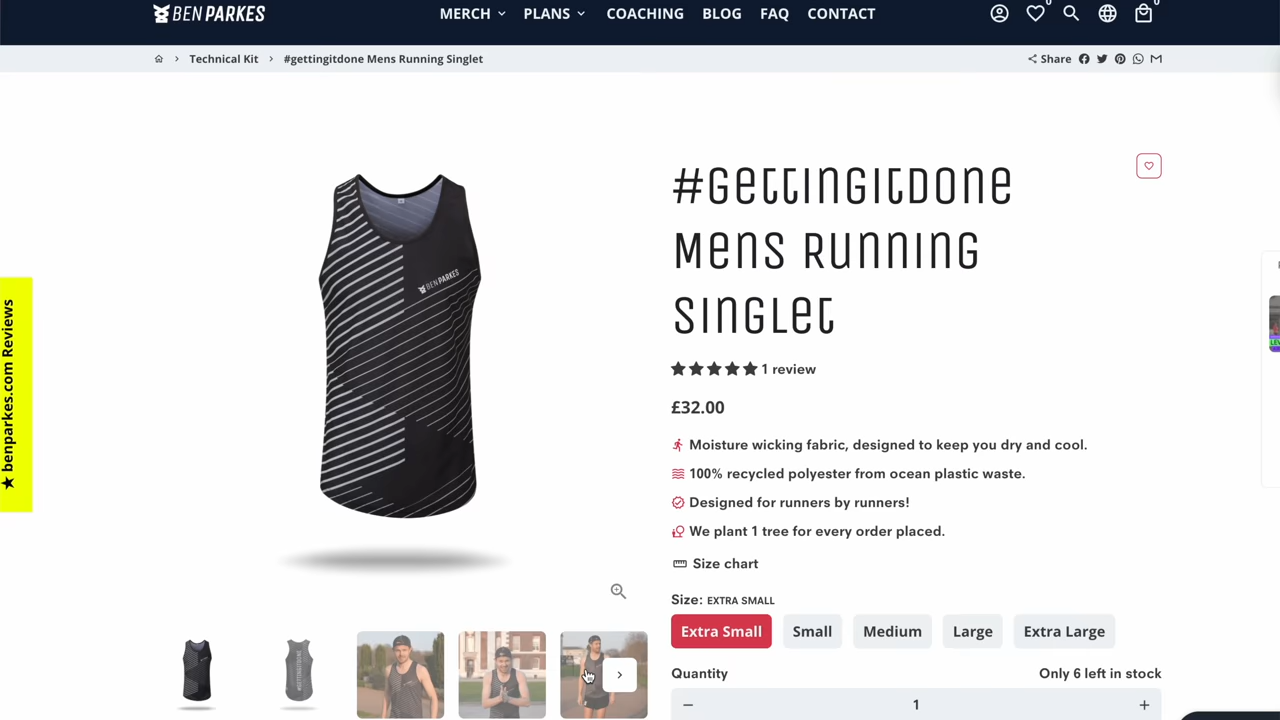 BEN PARKES
MERCH PLANS COACHING BLOG FAQ CONTACT
0 0
Technical Kit #gettingitdone Mens Running Singlet
Share
#GETTINGITDONE
MENS RUNNING
SINGLET
BEN PARKES
1 review
£32.00
Moisture wicking fabric, designed to keep you dry and cool.
100% recycled polyester from ocean plastic waste.
Designed for runners by runners!
We plant 1 tree for every order placed.
Size chart
Size: EXTRA SMALL
Extra Small Small Medium Large Extra Large
Quantity Only 6 left in stock
− 1 +
★ benparkes.com Reviews
#GETTINGITDONE